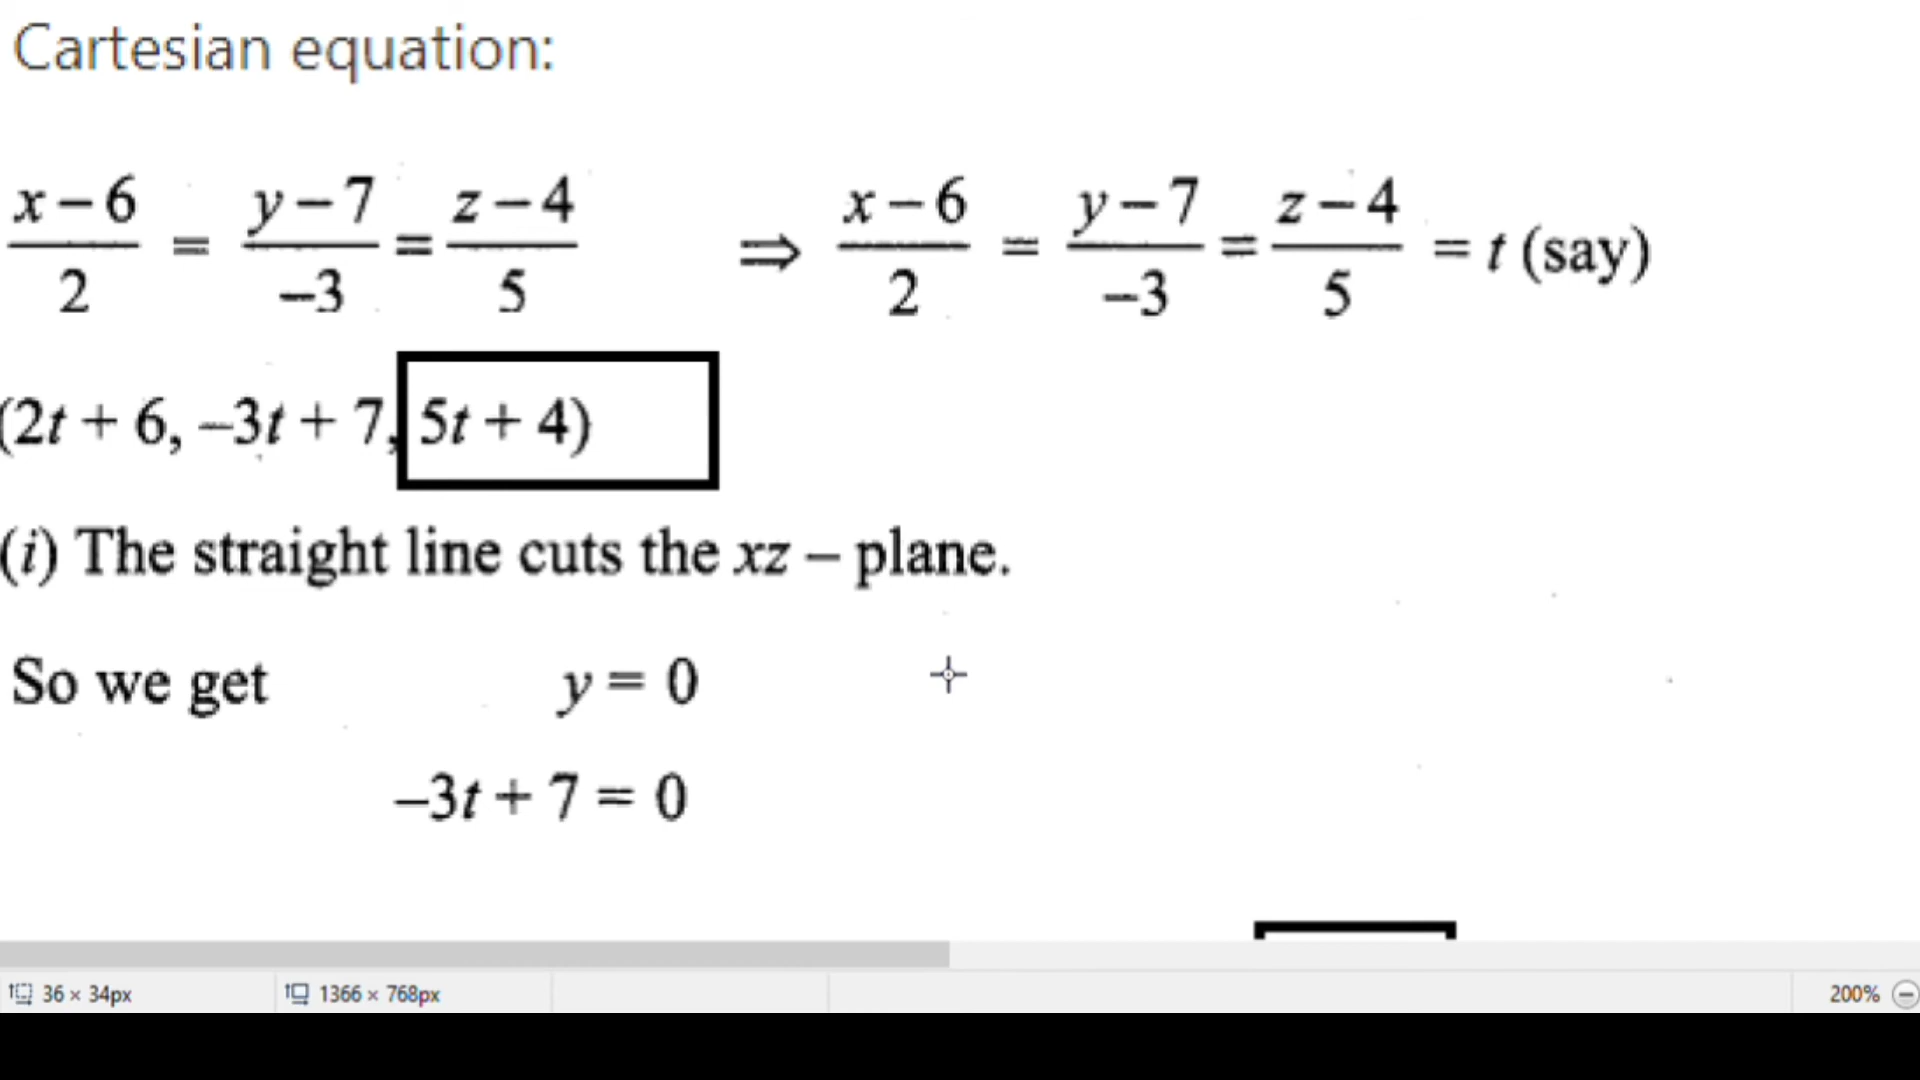 Cartesian equation:
x – 6 / 2 = y – 7 / –3 = z – 4 / 5 ⇒ x – 6 / 2 = y – 7 / –3 = z – 4 / 5 = t (say)
(2t + 6, –3t + 7, 5t + 4)
(i) The straight line cuts the xz – plane.
So we get y = 0
–3t + 7 = 0
36 × 34px 1366 × 768px 200%